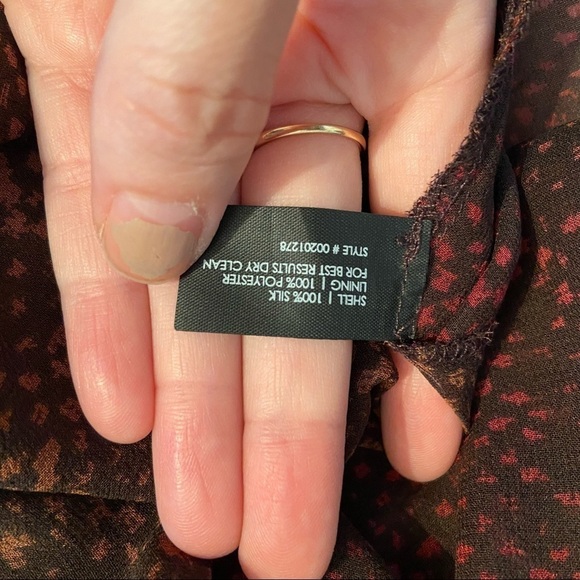 SHELL | 100% SILK
LINING | 100% POLYESTER
FOR BEST RESULTS DRY CLEAN
STYLE # 00201278